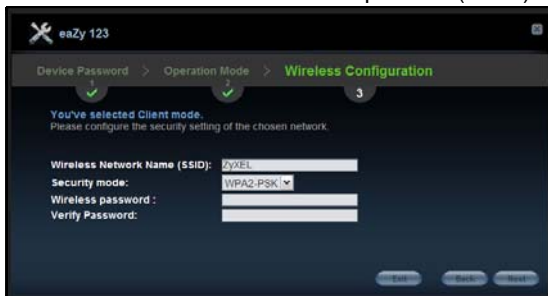 eaZy 123
Device Password > Operation Mode > Wireless Configuration
1 2 3
You've selected Client mode.
Please configure the security setting of the chosen network.
Wireless Network Name (SSID): ZyXEL
Security mode: WPA2-PSK
Wireless password :
Verify Password:
Exit Back Next